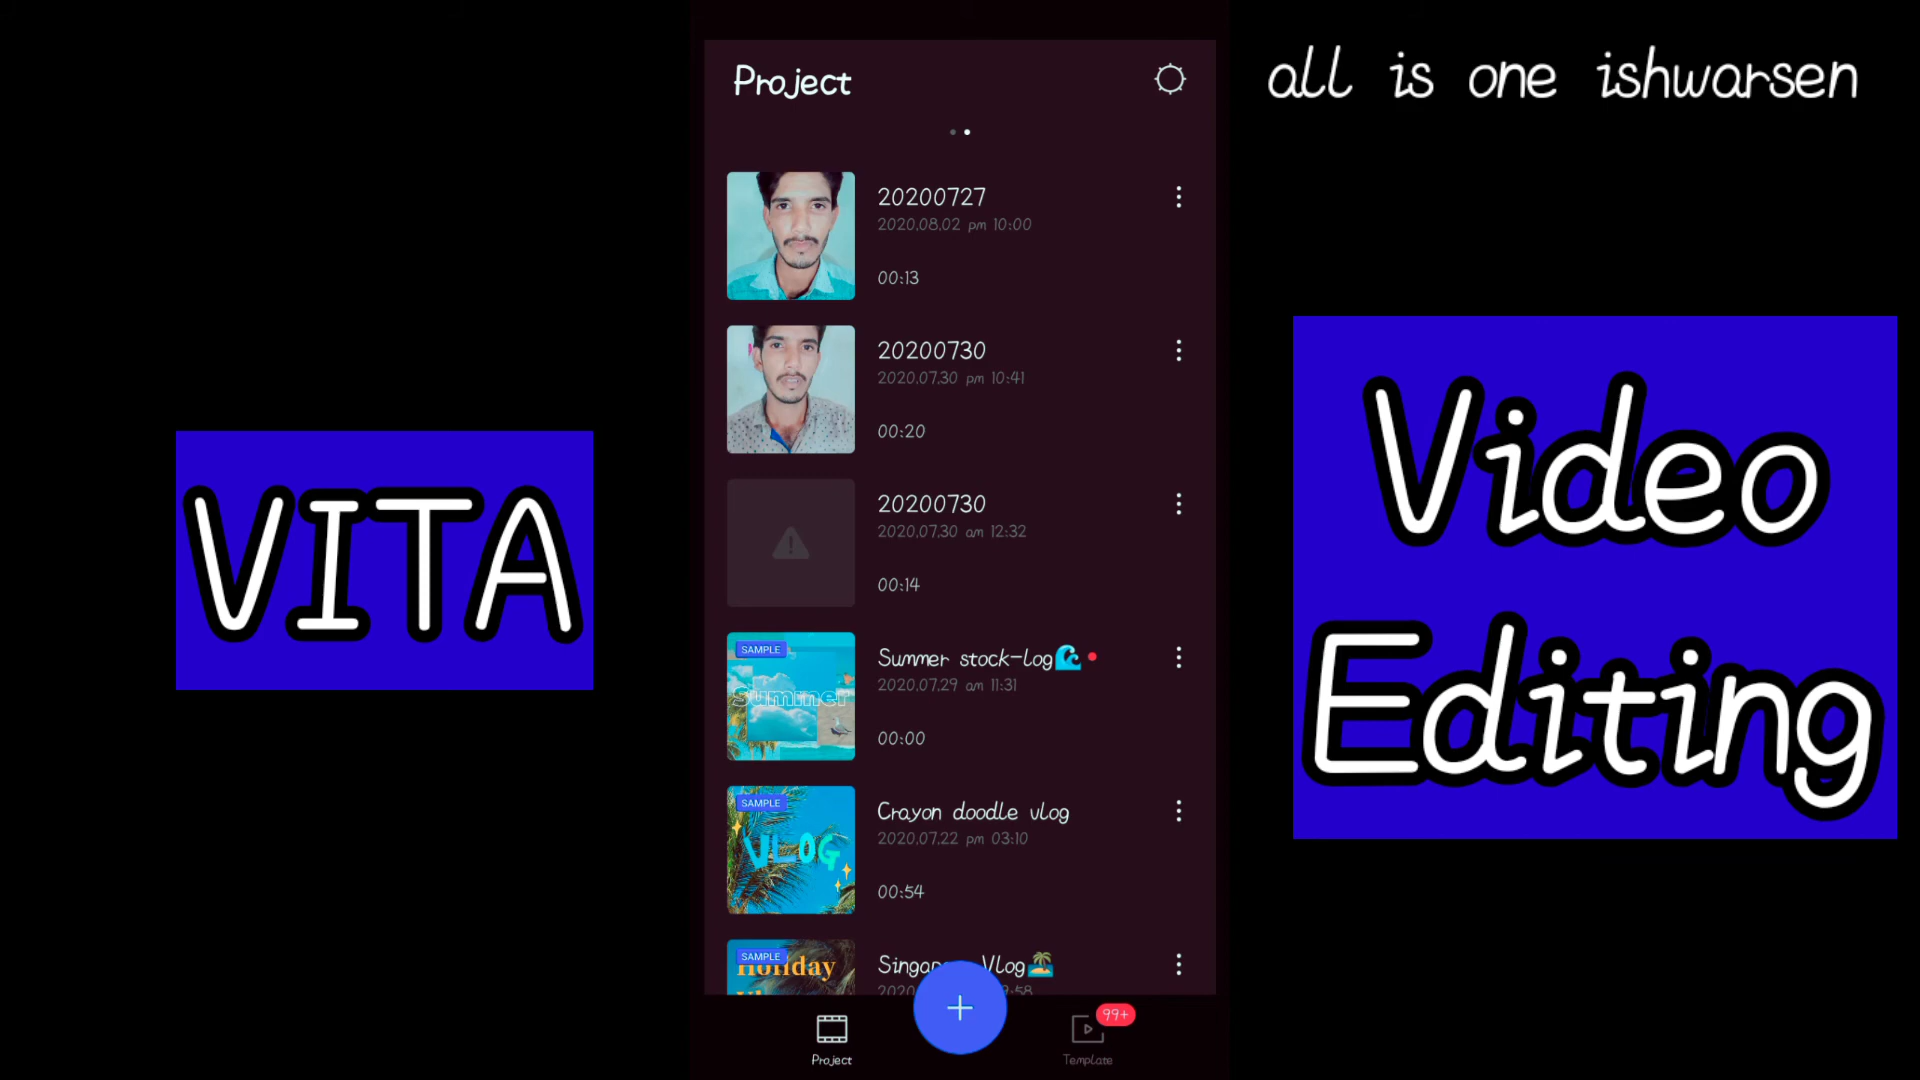 Project
all is one ishwarsen
20200727
2020.08.02 pm 10:00
00:13
20200730
2020.07.30 pm 10:41
00:20
VITA
20200730
2020.07.30 am 12:32
00:14
Video
Editing
SAMPLE
Summer
Summer stock-log🌊
2020.07.29 am 11:31
00:00
SAMPLE
VLOG
Crayon doodle vlog
2020.07.22 pm 03:10
00:54
SAMPLE
Holiday
Vlog🏝️
Project
99+
Template